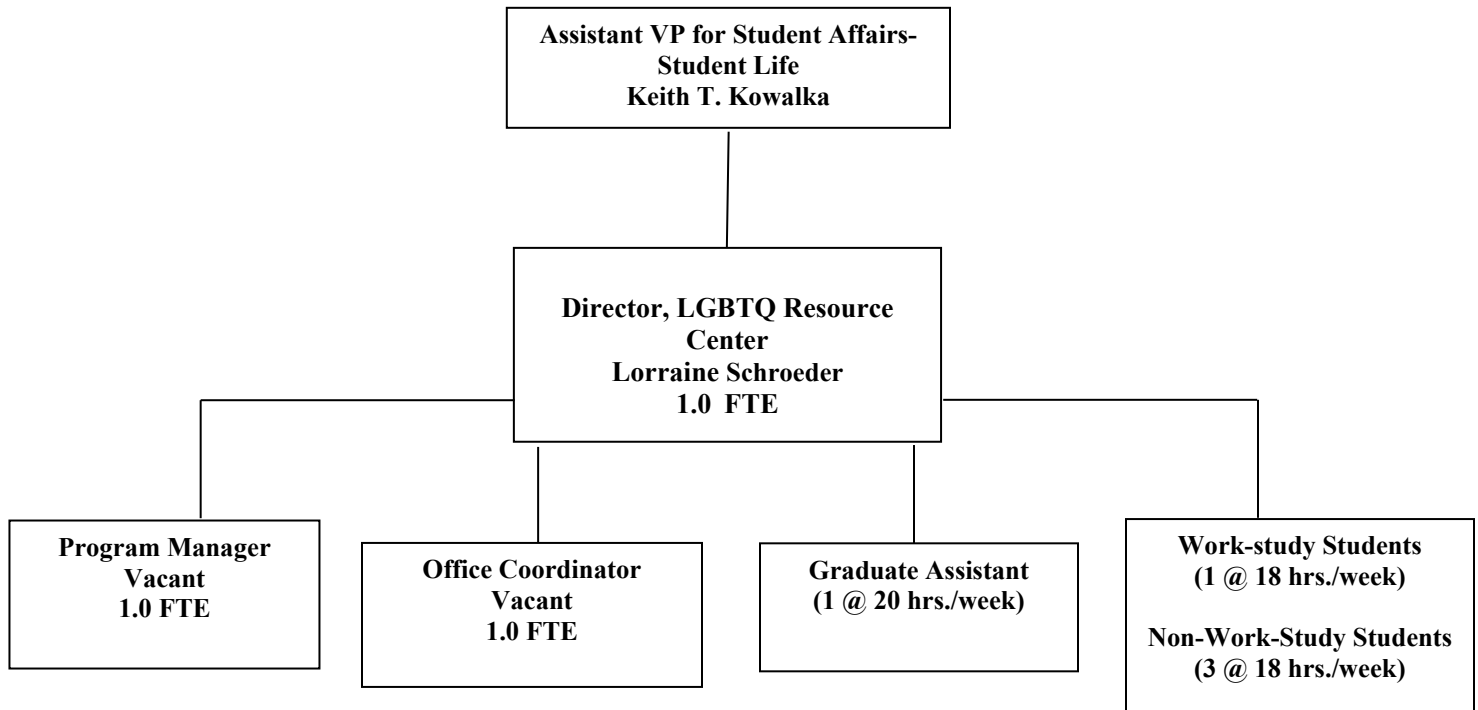 Assistant VP for Student Affairs-
Student Life
Keith T. Kowalka
Director, LGBTQ Resource
Center
Lorraine Schroeder
1.0 FTE
Program Manager
Vacant
1.0 FTE
Office Coordinator
Vacant
1.0 FTE
Graduate Assistant
(1 @ 20 hrs./week)
Work-study Students
(1 @ 18 hrs./week)
Non-Work-Study Students
(3 @ 18 hrs./week)